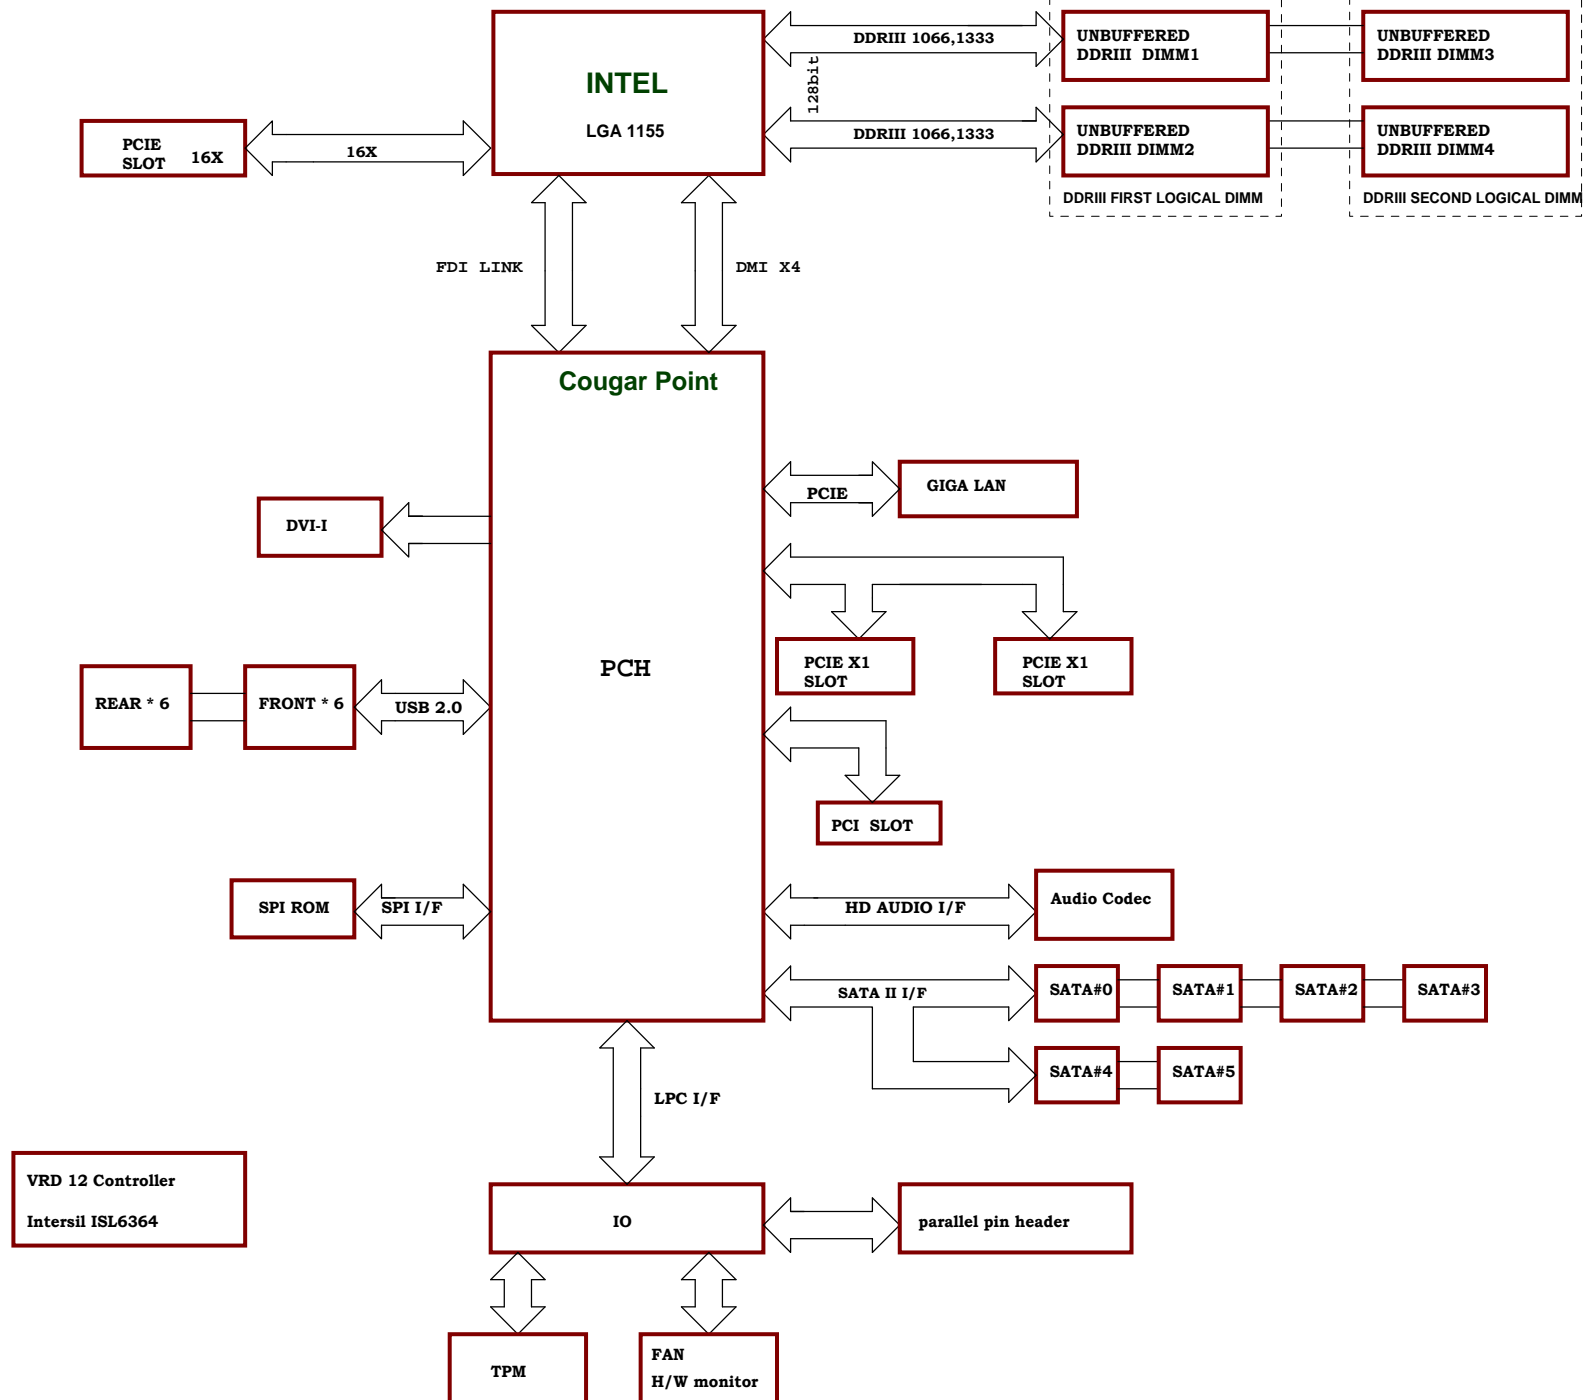 INTEL
LGA 1155
DDRIII 1066,1333
128bit
DDRIII 1066,1333
UNBUFFERED
DDRIII DIMM1
UNBUFFERED
DDRIII DIMM3
UNBUFFERED
DDRIII DIMM2
UNBUFFERED
DDRIII DIMM4
DDRIII FIRST LOGICAL DIMM
DDRIII SECOND LOGICAL DIMM
PCIE
SLOT 16X
16X
FDI LINK
DMI X4
Cougar Point
PCH
PCIE
GIGA LAN
DVI-I
PCIE X1
SLOT
PCIE X1
SLOT
REAR * 6
FRONT * 6
USB 2.0
PCI SLOT
SPI ROM
SPI I/F
HD AUDIO I/F
Audio Codec
SATA II I/F
SATA#0
SATA#1
SATA#2
SATA#3
SATA#4
SATA#5
LPC I/F
VRD 12 Controller
Intersil ISL6364
IO
parallel pin header
TPM
FAN
H/W monitor